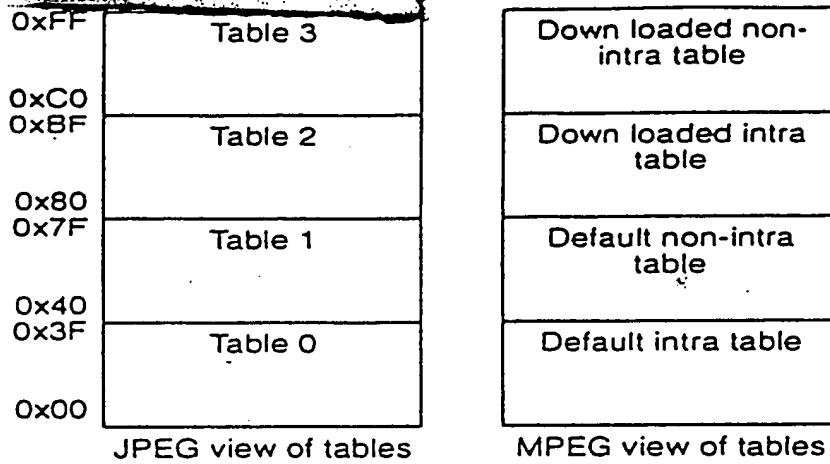 0xFF
Table 3
Down loaded non-
intra table
0xC0
0xBF
Table 2
Down loaded intra
table
0x80
0x7F
Table 1
Default non-intra
table
0x40
0x3F
Table 0
Default intra table
0x00
JPEG view of tables
MPEG view of tables